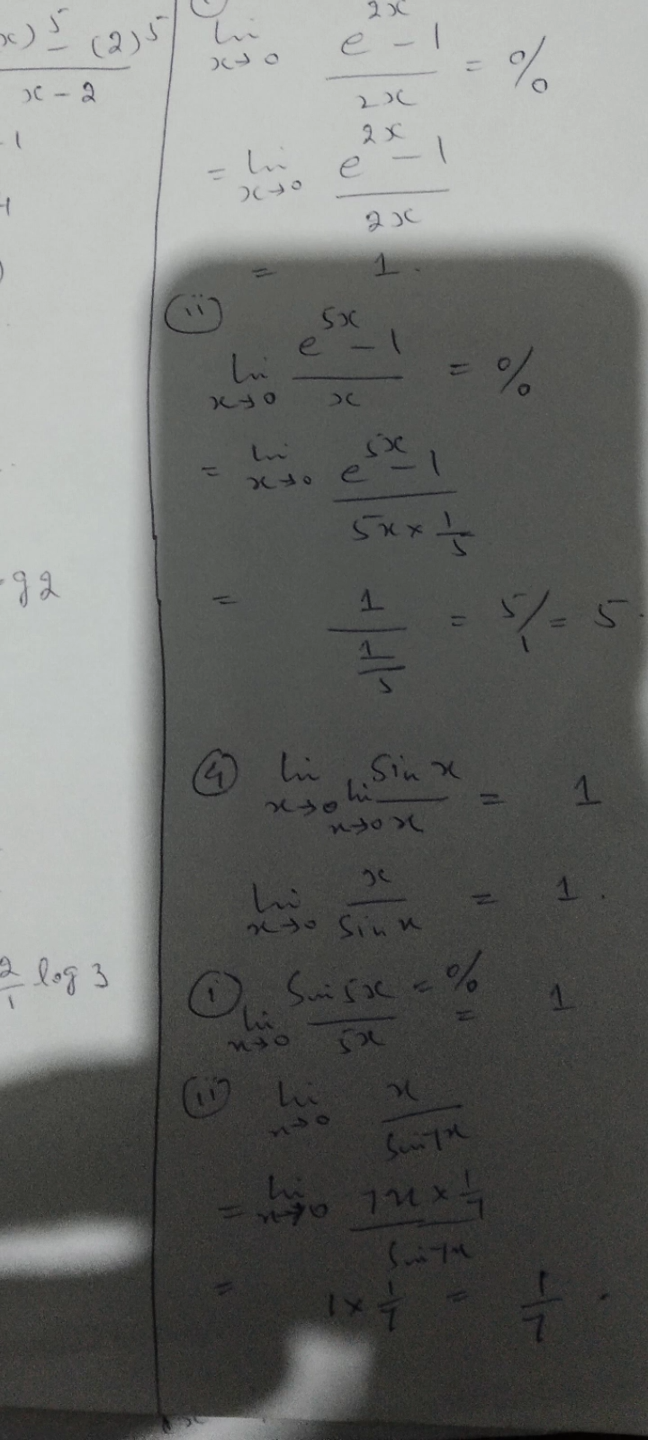 x)⁵ - (2)⁵
x - 2
-1
g2
2/1 log 3
lim x→0 (e^2x - 1)/2x = 0/0
= lim x→0 (e^2x - 1)/2x
= 1.
(ii)
lim x→0 (e^5x - 1)/x = 0/0
= lim x→0 (e^5x - 1)/(5x × 1/5)
= 1/(1/5) = 5/1 = 5.
(4) lim x→0 lim x→0 Sin x/x = 1
lim x→0 x/Sin x = 1.
(i) lim x→0 Sin 5x/5x = 0/0 = 1
(ii) lim x→0 x/Sin 7x
= lim x→0 (7x × 1/7)/Sin 7x
= 1 × 1/7 = 1/7.